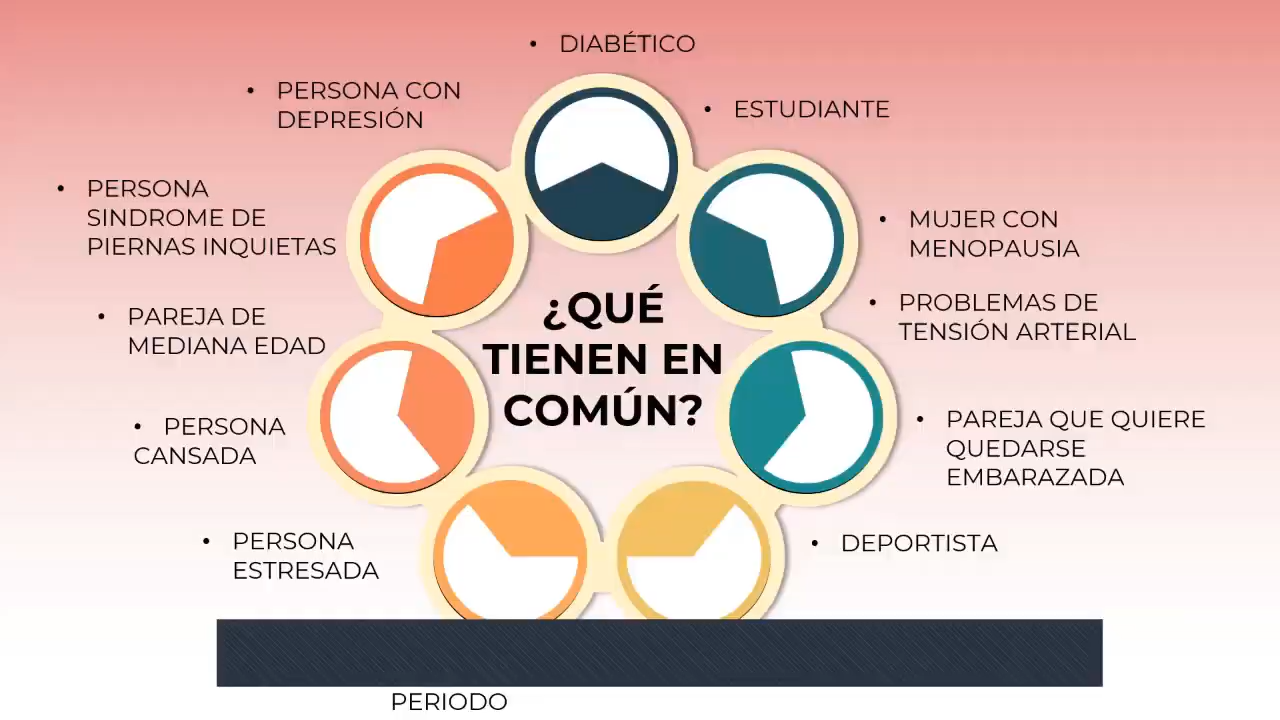 • DIABÉTICO
• PERSONA CON
DEPRESIÓN
• ESTUDIANTE
• PERSONA
SINDROME DE
PIERNAS INQUIETAS
• MUJER CON
MENOPAUSIA
• PAREJA DE
MEDIANA EDAD
• PROBLEMAS DE
TENSIÓN ARTERIAL
¿QUÉ
TIENEN EN
COMÚN?
• PERSONA
CANSADA
• PAREJA QUE QUIERE
QUEDARSE
EMBARAZADA
• PERSONA
ESTRESADA
• DEPORTISTA
PERIODO